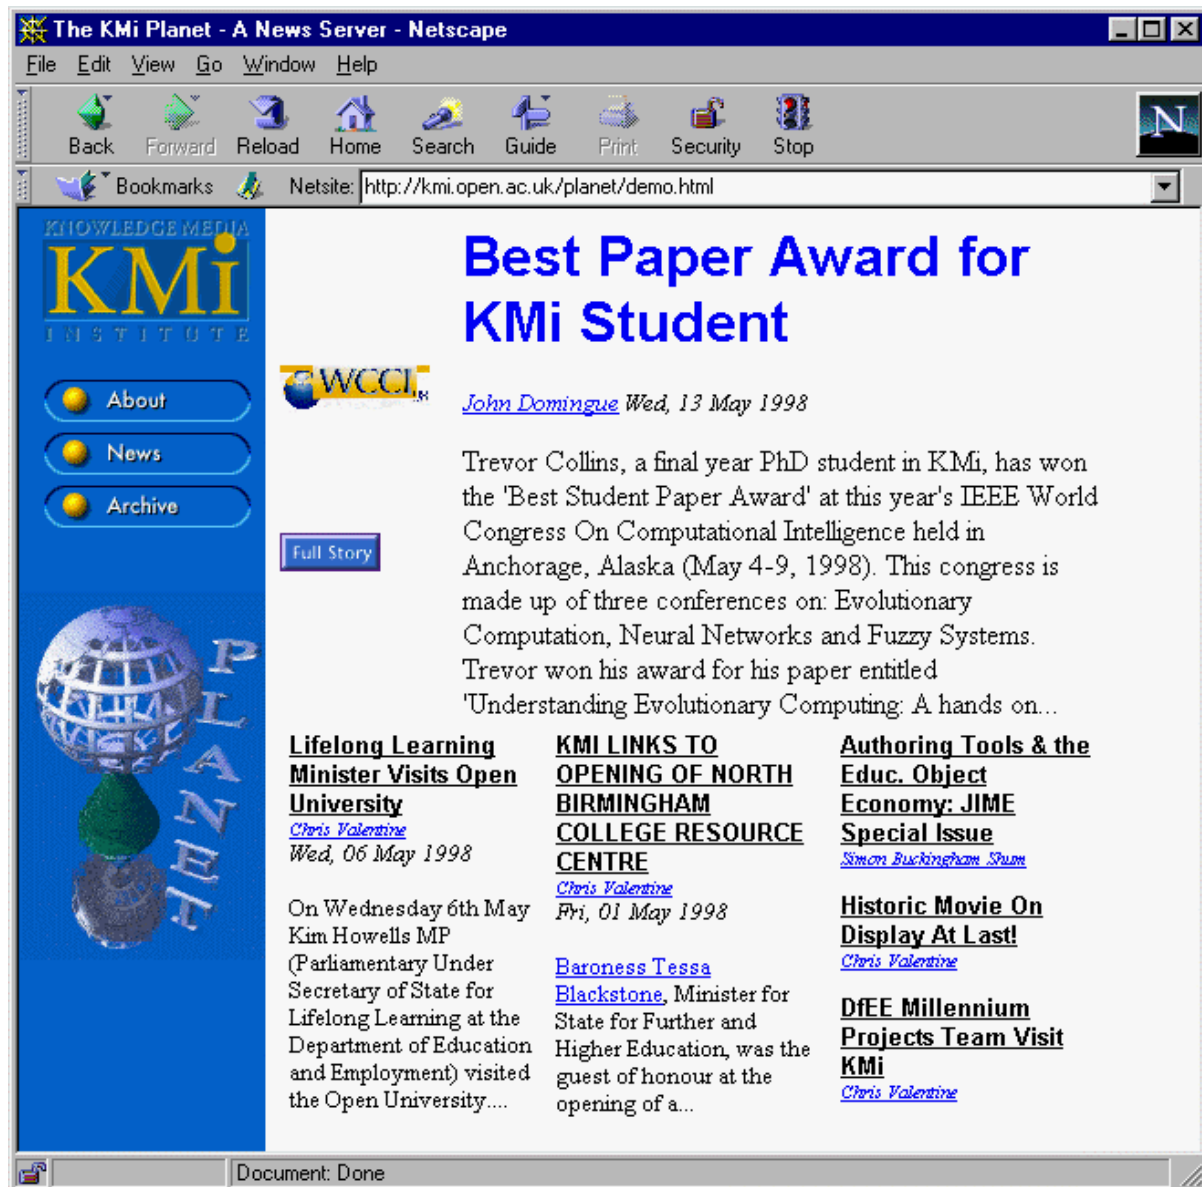 The KMi Planet - A News Server - Netscape
File Edit View Go Window Help
Back Forward Reload Home Search Guide Print Security Stop
N
Bookmarks Netsite: http://kmi.open.ac.uk/planet/demo.html
KNOWLEDGE MEDIA
KMi
INSTITUTE
About
News
Archive
PLANET
Best Paper Award for
KMi Student
WCCI
John Domingue Wed, 13 May 1998
Full Story
Trevor Collins, a final year PhD student in KMi, has won
the 'Best Student Paper Award' at this year's IEEE World
Congress On Computational Intelligence held in
Anchorage, Alaska (May 4-9, 1998). This congress is
made up of three conferences on: Evolutionary
Computation, Neural Networks and Fuzzy Systems.
Trevor won his award for his paper entitled
'Understanding Evolutionary Computing: A hands on...
Lifelong Learning
Minister Visits Open
University
Chris Valentine
Wed, 06 May 1998
On Wednesday 6th May
Kim Howells MP
(Parliamentary Under
Secretary of State for
Lifelong Learning at the
Department of Education
and Employment) visited
the Open University....
KMI LINKS TO
OPENING OF NORTH
BIRMINGHAM
COLLEGE RESOURCE
CENTRE
Chris Valentine
Fri, 01 May 1998
Baroness Tessa
Blackstone, Minister for
State for Further and
Higher Education, was the
guest of honour at the
opening of a...
Authoring Tools & the
Educ. Object
Economy: JIME
Special Issue
Simon Buckingham Shum
Historic Movie On
Display At Last!
Chris Valentine
DfEE Millennium
Projects Team Visit
KMi
Chris Valentine
Document: Done